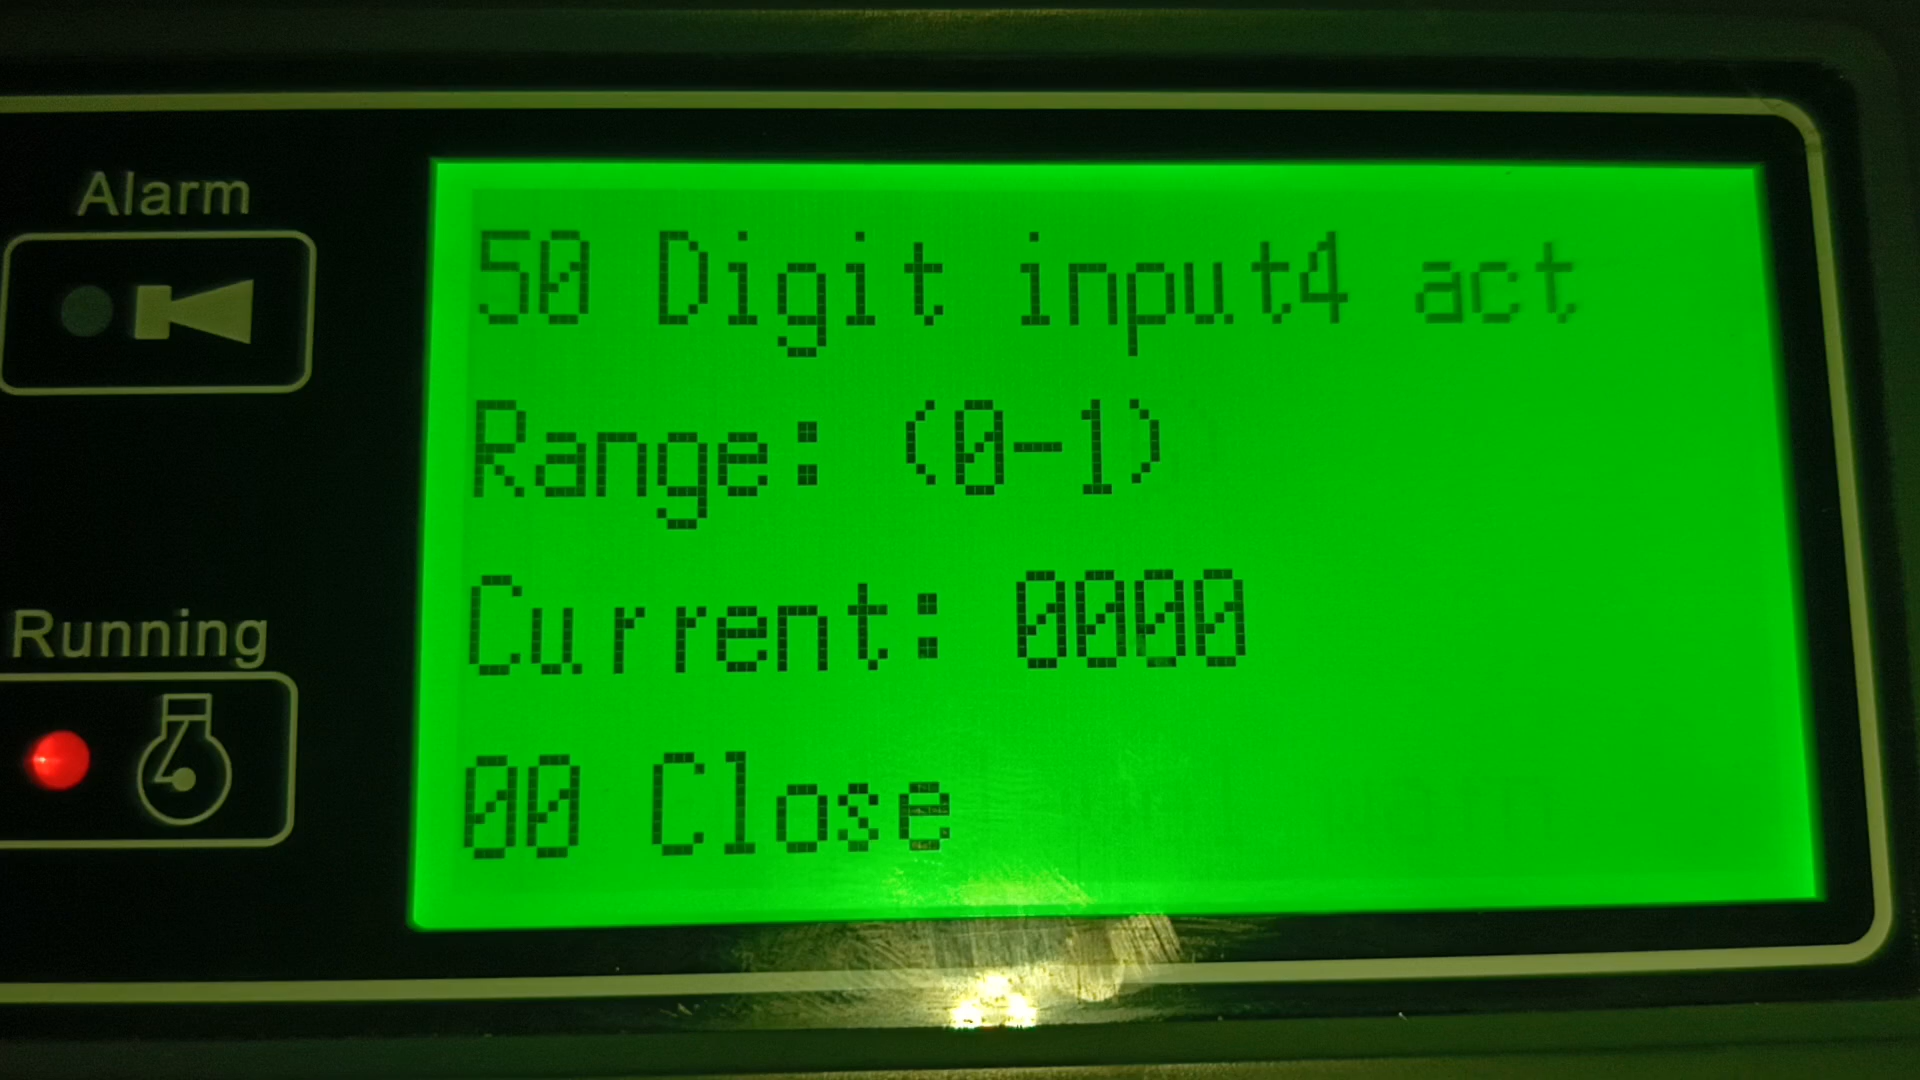 Alarm
50 Digit input4 act
Range: (0-1)
Current: 0000
Running
00 Close